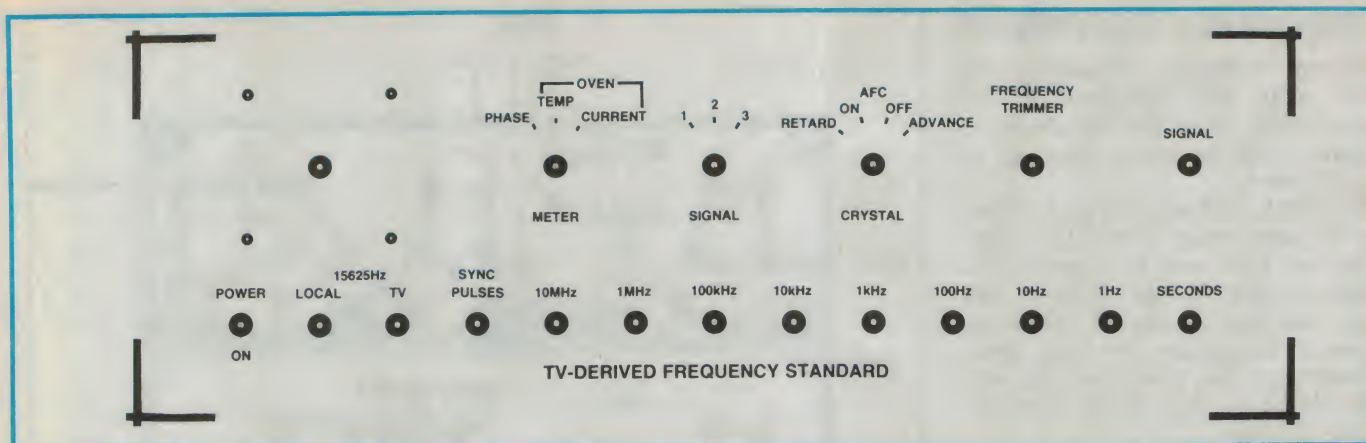 OVEN
PHASE TEMP CURRENT
1 2 3
RETARD ON AFC OFF ADVANCE
FREQUENCY
TRIMMER
SIGNAL
METER
SIGNAL
CRYSTAL
POWER
15625Hz
LOCAL TV
SYNC
PULSES
10MHz
1MHz
100kHz
10kHz
1kHz
100Hz
10Hz
1Hz
SECONDS
ON
TV-DERIVED FREQUENCY STANDARD